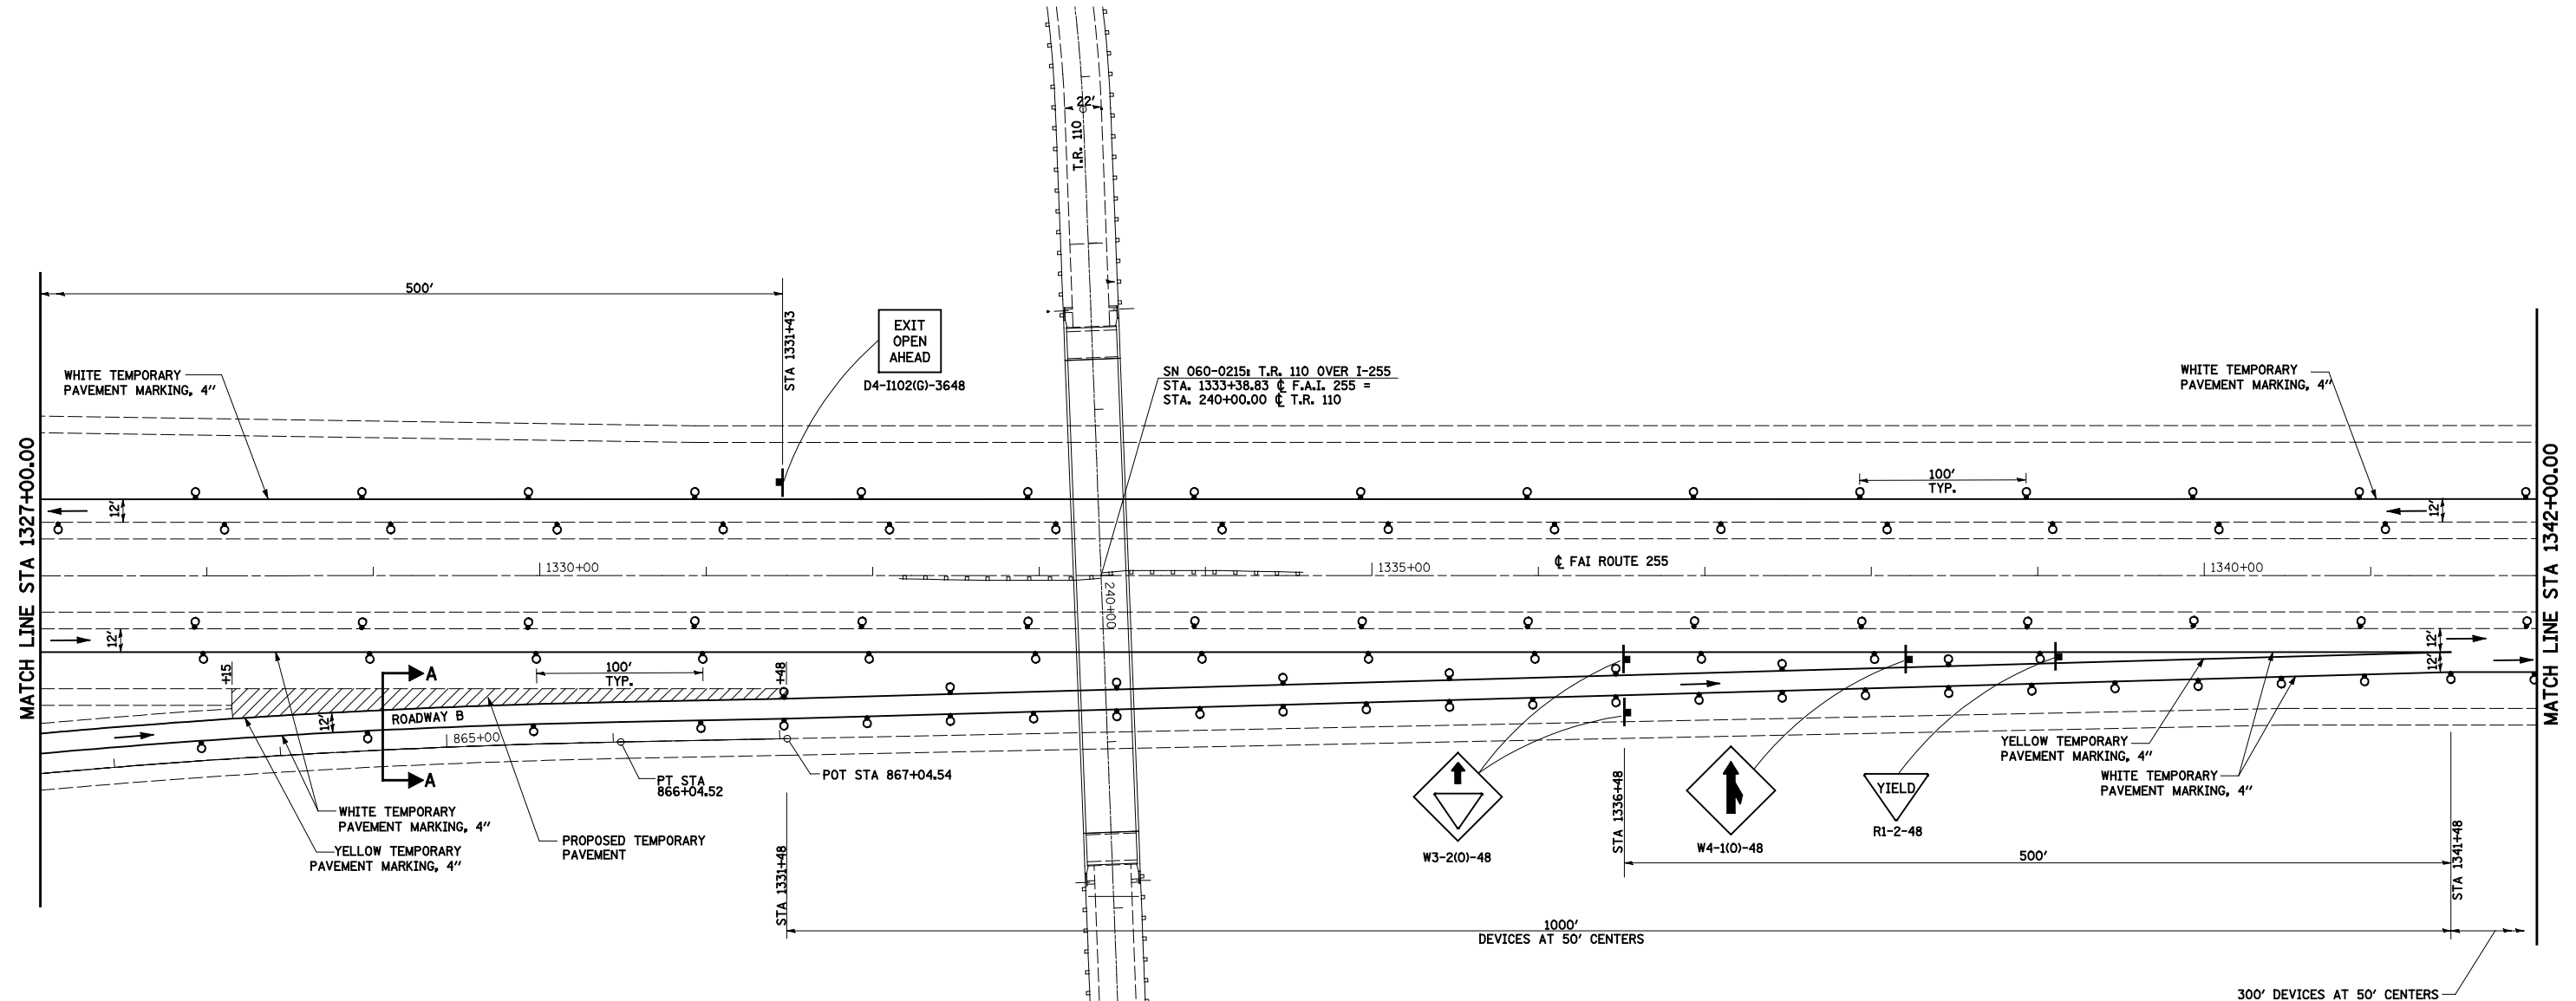 22'
T.R. 110
500'
STA 1331+43
EXIT
OPEN
AHEAD
D4-I102(G)-3648
WHITE TEMPORARY
PAVEMENT MARKING, 4"
SN 060-0215: T.R. 110 OVER I-255
STA. 1333+38.83 ℄ F.A.I. 255 =
STA. 240+00.00 ℄ T.R. 110
WHITE TEMPORARY
PAVEMENT MARKING, 4"
MATCH LINE STA 1327+00.00
MATCH LINE STA 1342+00.00
100'
TYP.
12'
12'
1330+00
1335+00
℄ FAI ROUTE 255
1340+00
240+00
12'
12'
12'
+15
A
100'
TYP.
+48
ROADWAY B
12'
865+00
A
PT STA
866+04.52
POT STA 867+04.54
WHITE TEMPORARY
PAVEMENT MARKING, 4"
YELLOW TEMPORARY
PAVEMENT MARKING, 4"
PROPOSED TEMPORARY
PAVEMENT
STA 1331+48
W3-2(O)-48
STA 1336+48
W4-1(O)-48
YIELD
R1-2-48
YELLOW TEMPORARY
PAVEMENT MARKING, 4"
WHITE TEMPORARY
PAVEMENT MARKING, 4"
500'
STA 1341+48
1000'
DEVICES AT 50' CENTERS
300' DEVICES AT 50' CENTERS